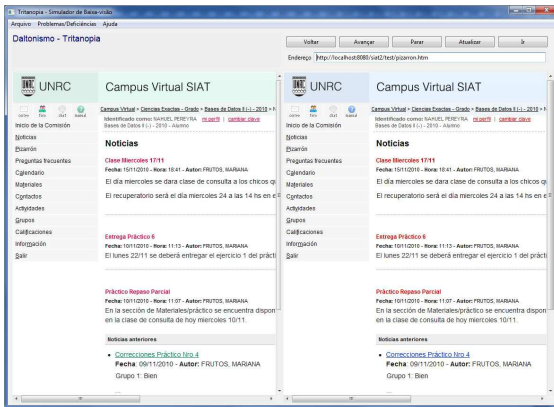 Tritanopia - Simulador de Baixa-visão
Arquivo Problemas/Deficiências Ajuda
Daltonismo - Tritanopia
Voltar Avançar Parar Atualizar Ir
Endereço http://localhost:8080/siat2/test/pizarron.htm
UNRC Campus Virtual SIAT
correo foro chat manual
Campus Virtual > Ciencias Exactas - Grado > Bases de Datos II (-) - 2010 >
Identificado como: NAHUEL PEREYRA mi perfil | cambiar clave
Bases de Datos II (-) - 2010 - Alumno
Inicio de la Comisión
Noticias
Pizarrón
Preguntas frecuentes
Calendario
Materiales
Contactos
Actividades
Grupos
Calificaciones
Información
Salir
Noticias
Clase Miercoles 17/11
Fecha: 15/11/2010 - Hora: 18:41 - Autor: FRUTOS, MARIANA
El día miercoles se dara clase de consulta a los chicos q
El recuperatorio será el día miercoles 24 a las 14 hs en e
Entrega Práctico 6
Fecha: 10/11/2010 - Hora: 11:13 - Autor: FRUTOS, MARIANA
El lunes 22/11 se deberá entregar el ejercicio 1 del prácti
Práctico Repaso Parcial
Fecha: 10/11/2010 - Hora: 11:07 - Autor: FRUTOS, MARIANA
En la sección de Materiales/práctico se encuentra dispon
en la clase de consulta de hoy miercoles 10/11.
Noticias anteriores
Correcciones Práctico Nro 4
Fecha: 09/11/2010 - Autor: FRUTOS, MARIANA
Grupo 1: Bien
...
UNRC Campus Virtual SIAT
correo foro chat manual
Campus Virtual > Ciencias Exactas - Grado > Bases de Datos II (-) - 2010 > N
Identificado como: NAHUEL PEREYRA mi perfil | cambiar clave
Bases de Datos II (-) - 2010 - Alumno
Inicio de la Comisión
Noticias
Pizarrón
Preguntas frecuentes
Calendario
Materiales
Contactos
Actividades
Grupos
Calificaciones
Información
Salir
Noticias
Clase Miercoles 17/11
Fecha: 15/11/2010 - Hora: 18:41 - Autor: FRUTOS, MARIANA
El día miercoles se dara clase de consulta a los chicos qu
El recuperatorio será el día miercoles 24 a las 14 hs en e
Entrega Práctico 6
Fecha: 10/11/2010 - Hora: 11:13 - Autor: FRUTOS, MARIANA
El lunes 22/11 se deberá entregar el ejercicio 1 del prácti
Práctico Repaso Parcial
Fecha: 10/11/2010 - Hora: 11:07 - Autor: FRUTOS, MARIANA
En la sección de Materiales/práctico se encuentra dispon
en la clase de consulta de hoy miercoles 10/11.
Noticias anteriores
Correcciones Práctico Nro 4
Fecha: 09/11/2010 - Autor: FRUTOS, MARIANA
Grupo 1: Bien
...